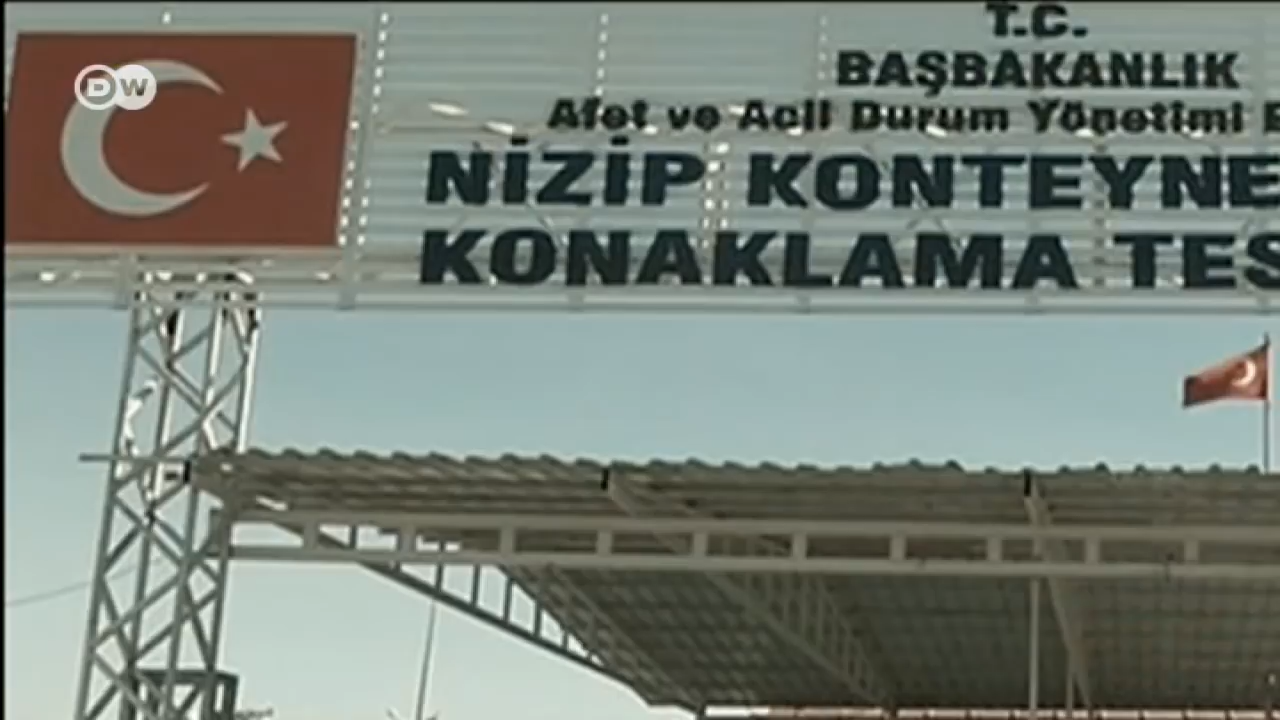 DW
T.C.
BAŞBAKANLIK
Afet ve Acil Durum Yönetimi
NİZİP KONTEYNE
KONAKLAMA TES